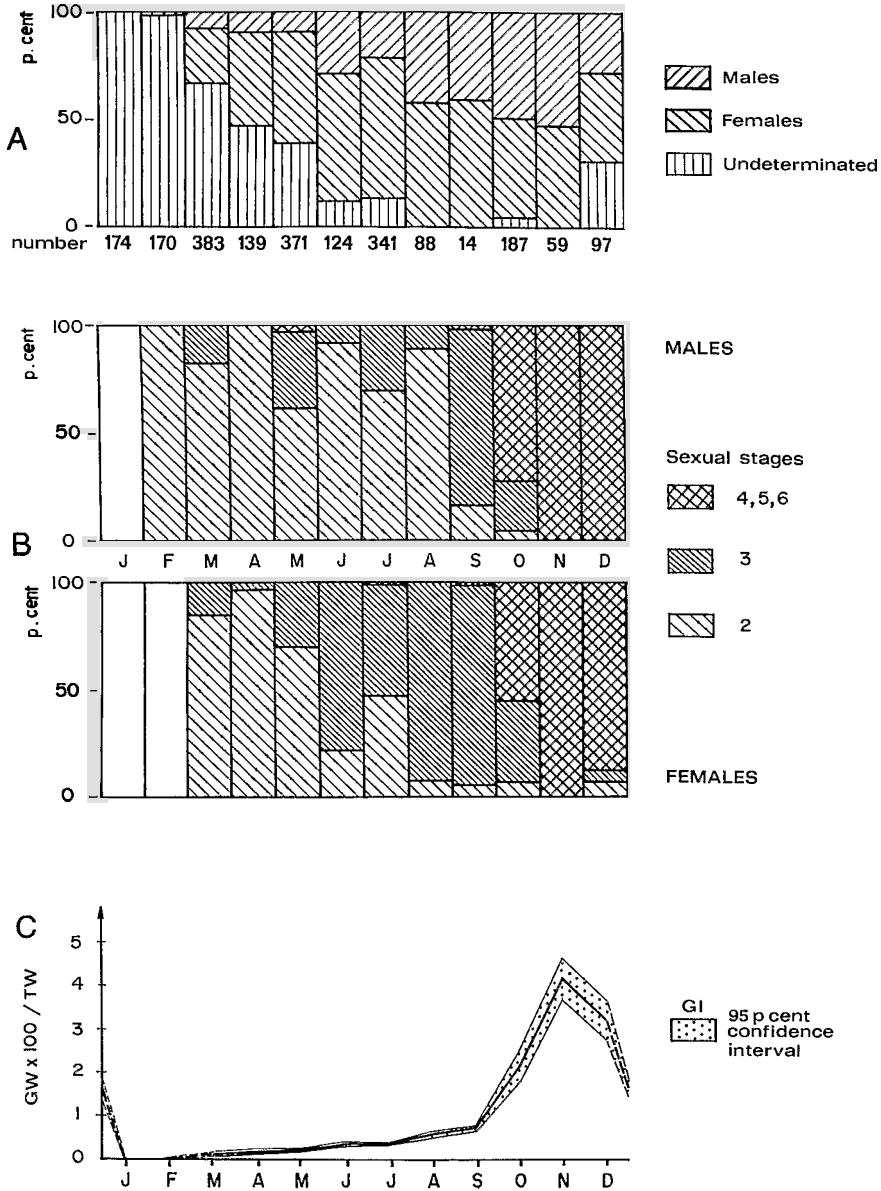 A
p. cent
100
50
0
number 174 170 383 139 371 124 341 88 14 187 59 97
Males
Females
Undeterminated
B
p. cent
100
50
0
J F M A M J J A S O N D
MALES
Sexual stages
4,5,6
3
2
p. cent
100
50
0
FEMALES
C
GW x 100 / TW
5
4
3
2
1
0
J F M A M J J A S O N D
GI
95 p cent
confidence
interval